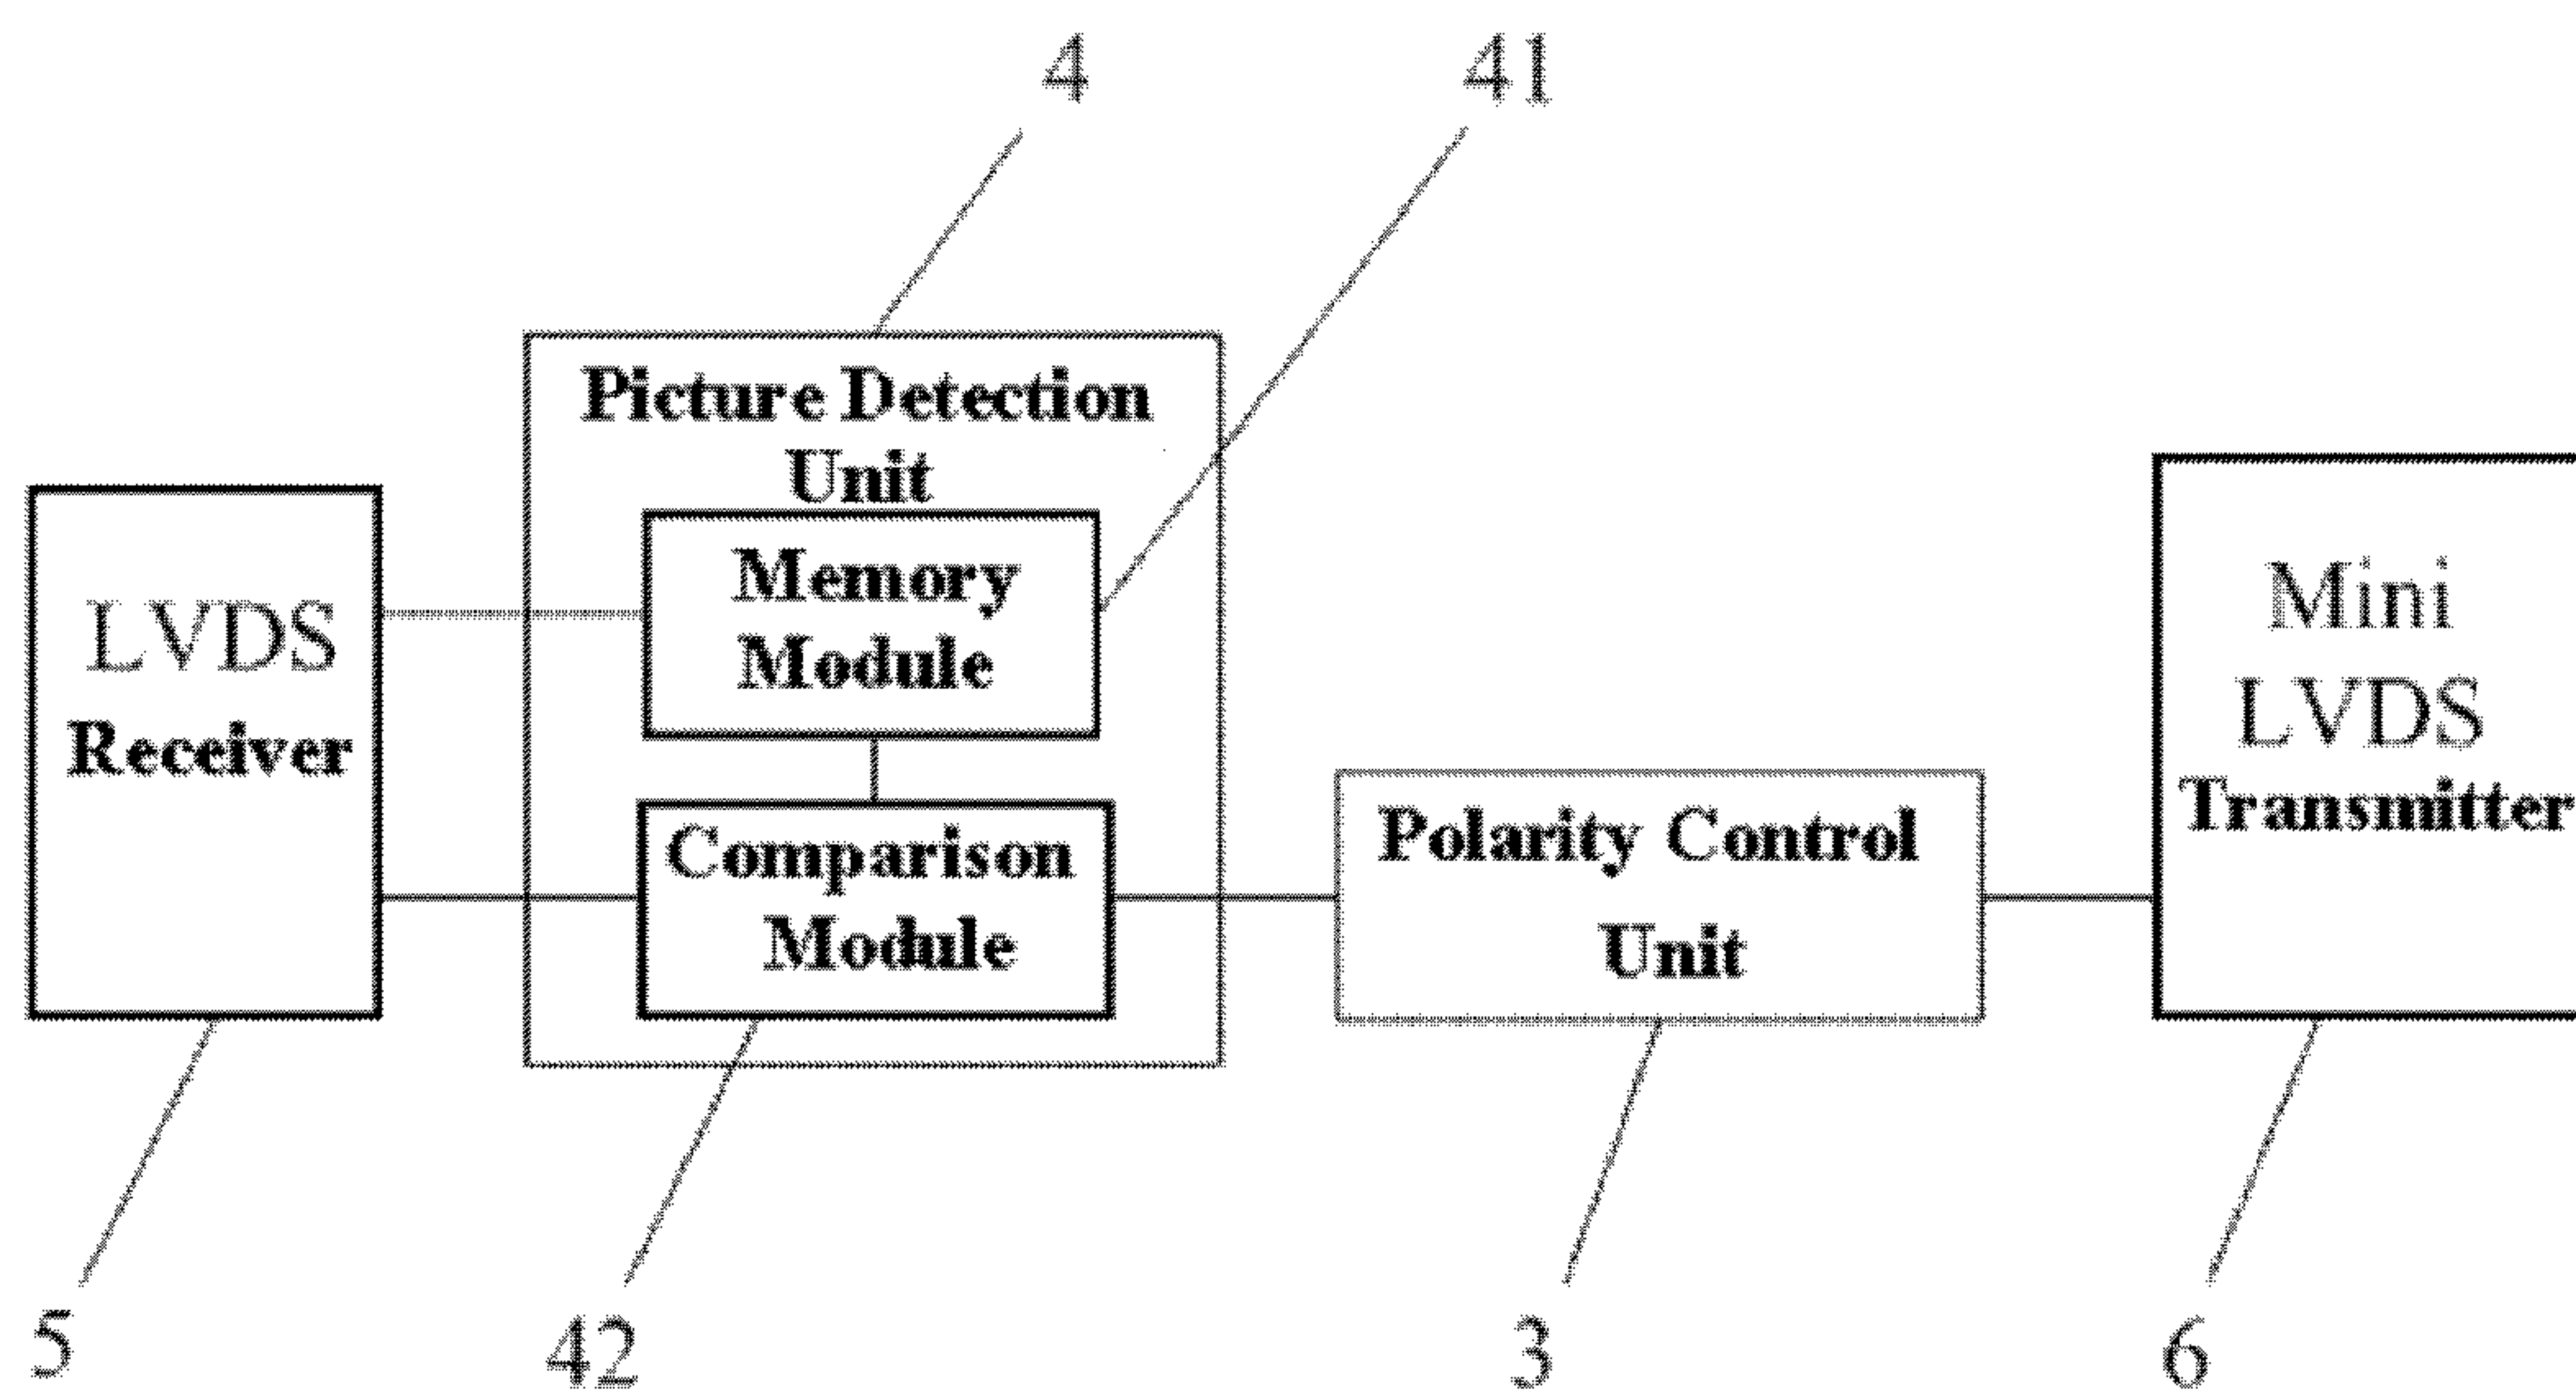 4
41
Picture Detection
Unit
Memory
Module
LVDS
Receiver
Comparison
Module
Polarity Control
Unit
Mini
LVDS
Transmitter
5
42
3
6